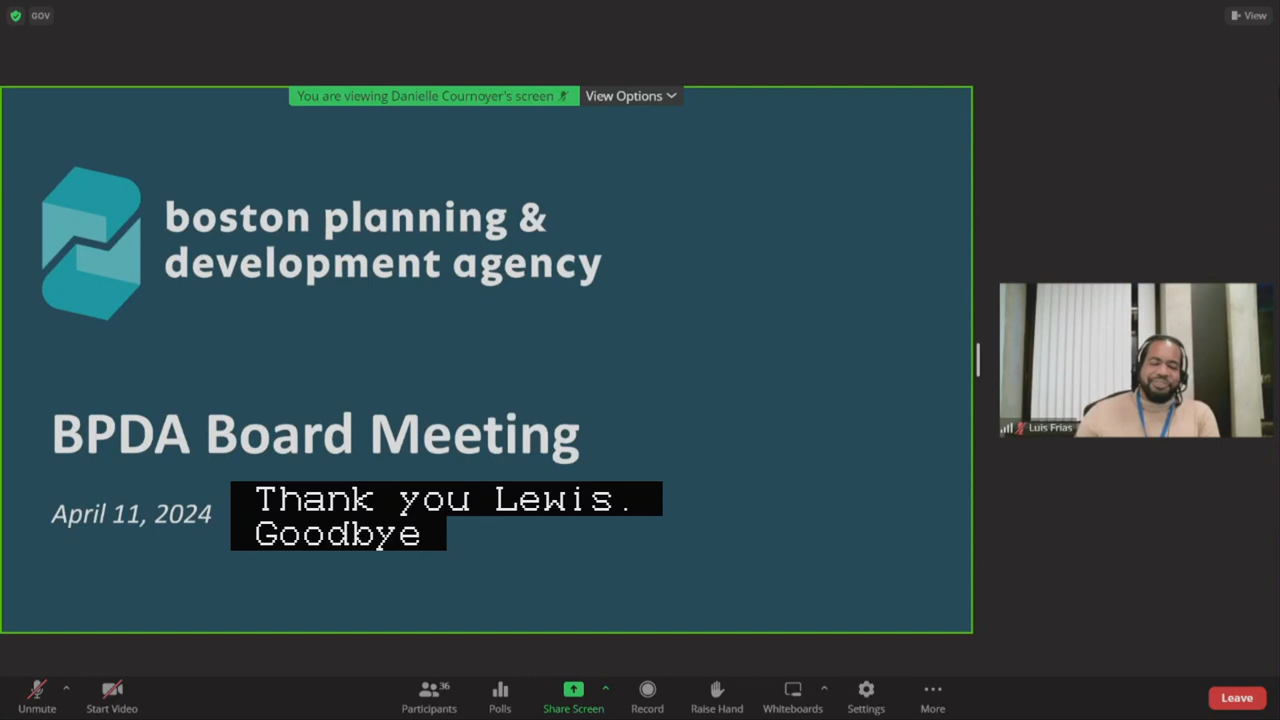 GOV
View
You are viewing Danielle Cournoyer's screen
View Options
boston planning &
development agency
BPDA Board Meeting
April 11, 2024
Thank you Lewis.
Goodbye
Luis Frias
Unmute
Start Video
Participants
36
Polls
Share Screen
Record
Raise Hand
Whiteboards
Settings
More
Leave